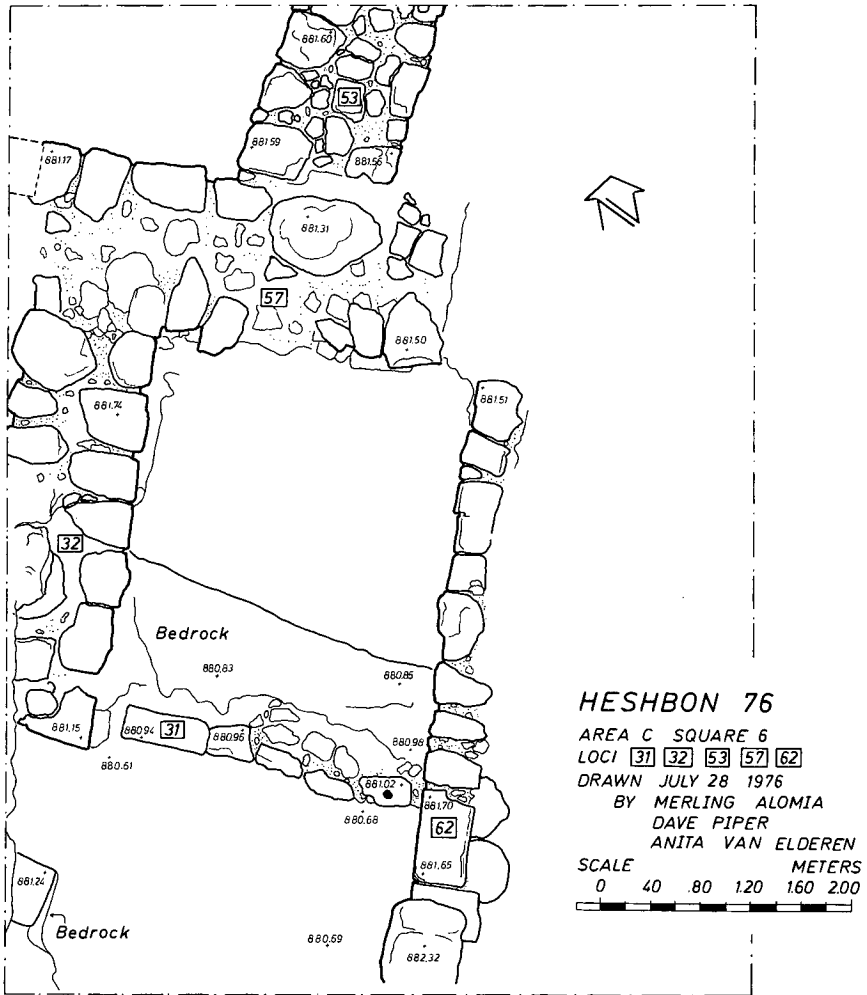 881.60
53
881.59
881.55
881.17
881.31
57
881.50
881.74
881.51
32
Bedrock
880.83
880.85
881.15
880.94 31 880.96
880.98
880.61
881.02
881.70
880.68
62
881.65
881.24
Bedrock
880.59
882.32
HESHBON 76
AREA C SQUARE 6
LOCI 31 32 53 57 62
DRAWN JULY 28 1976
BY MERLING ALOMIA
DAVE PIPER
ANITA VAN ELDEREN
SCALE METERS
0 .40 .80 1.20 1.60 2.00